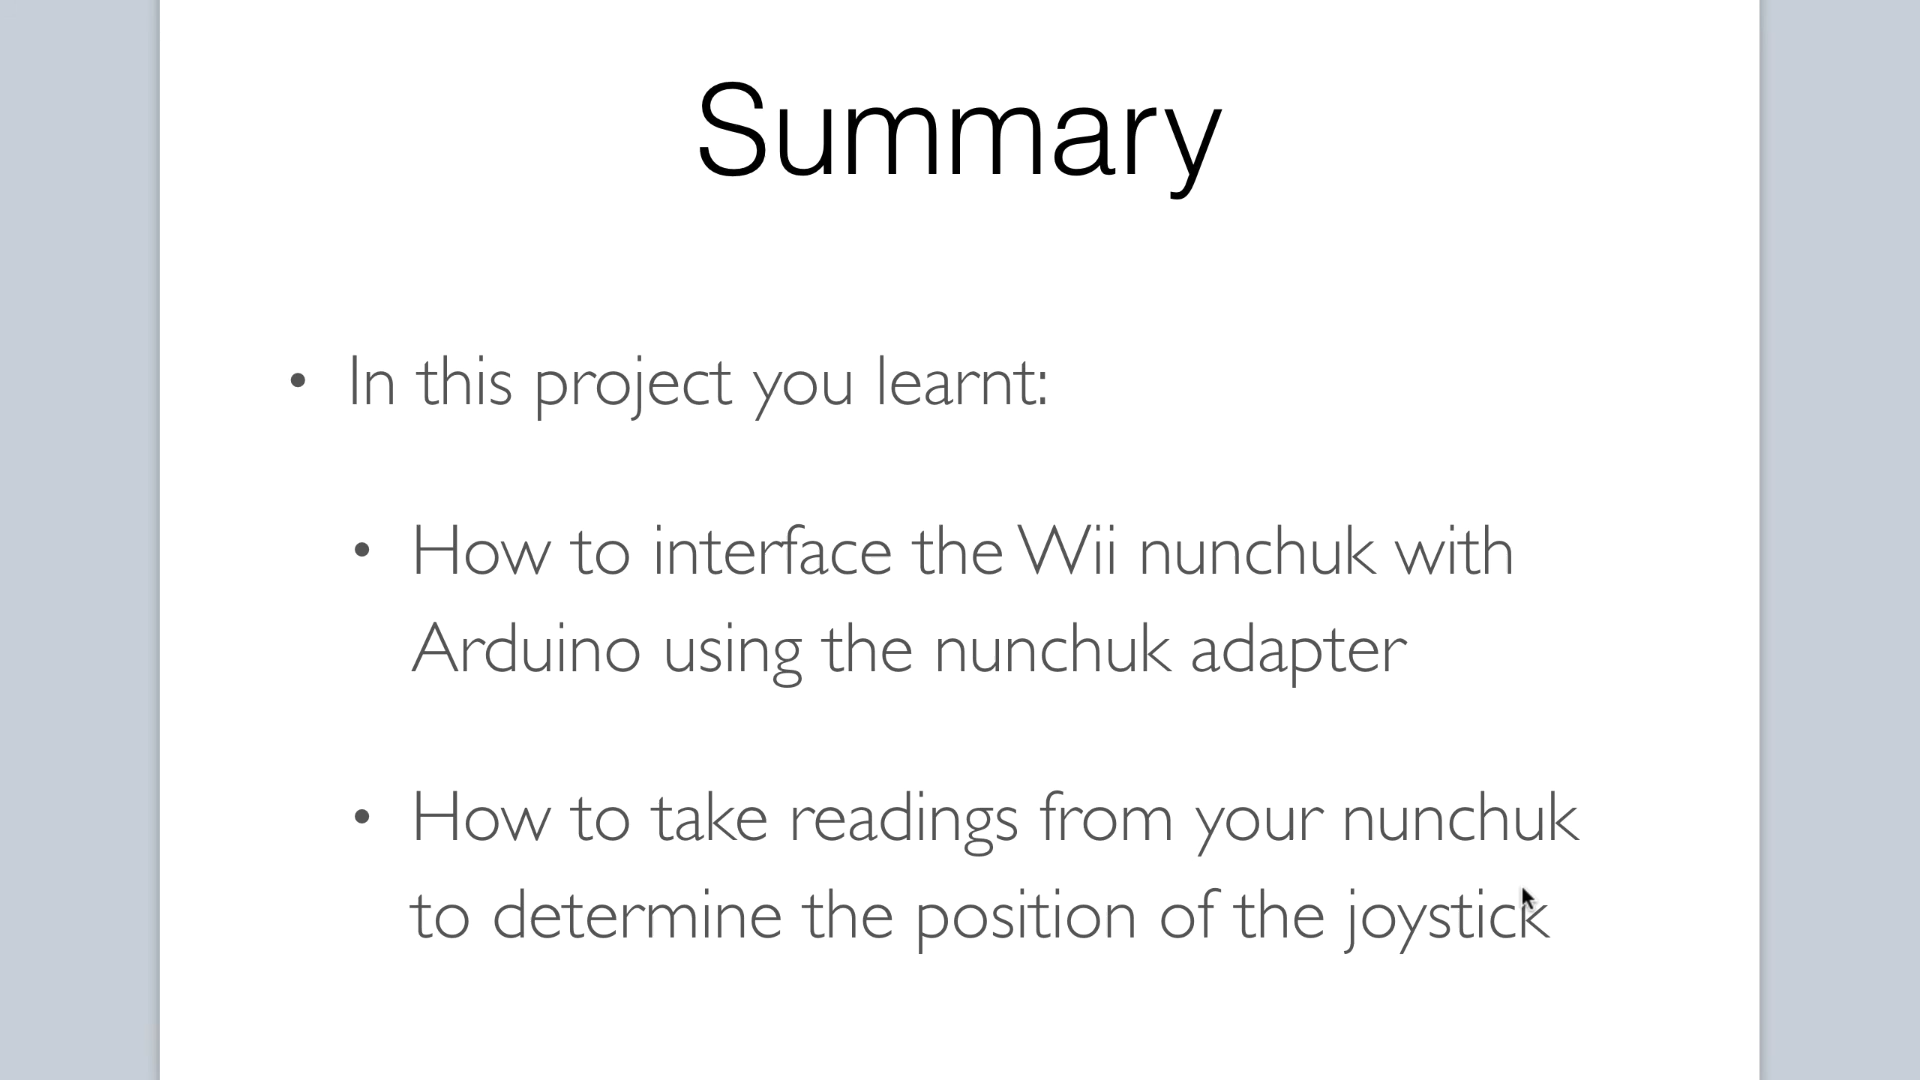 Summary
• In this project you learnt:
• How to interface the Wii nunchuk with
Arduino using the nunchuk adapter
• How to take readings from your nunchuk
to determine the position of the joystick